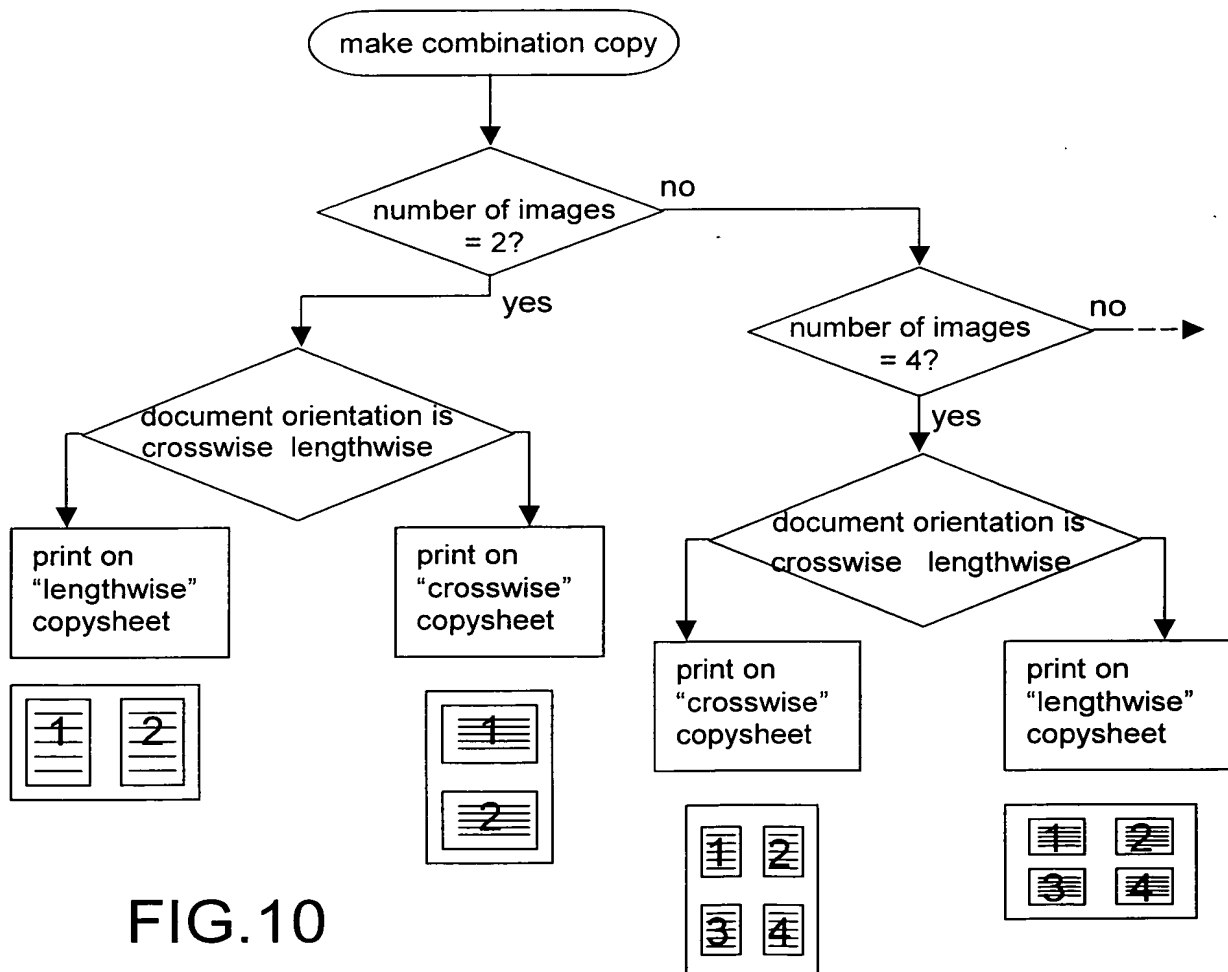 make combination copy
number of images
= 2?
no
yes
number of images
= 4?
no
yes
document orientation is
crosswise lengthwise
document orientation is
crosswise lengthwise
print on
“lengthwise”
copysheet
print on
“crosswise”
copysheet
print on
“crosswise”
copysheet
print on
“lengthwise”
copysheet
1 2
1
2
1 2
3 4
1 2
3 4
FIG.10